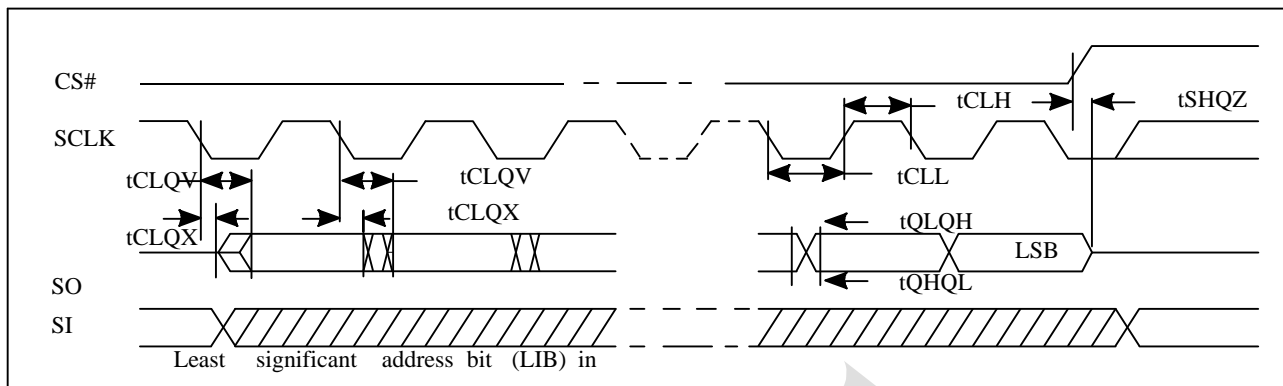 CS#
tCLH
tSHQZ
SCLK
tCLQV
tCLQV
tCLL
tCLQX
tCLQX
tQLQH
LSB
SO
tQHQL
SI
Least significant address bit (LIB) in